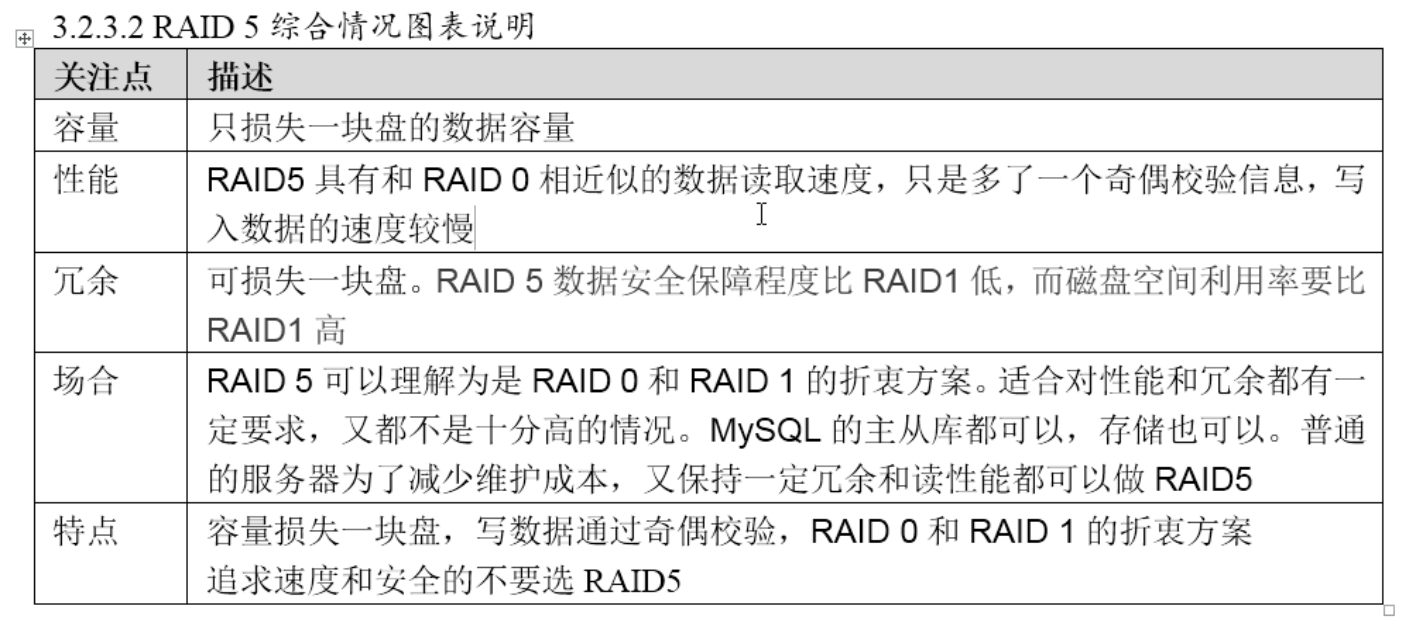 3.2.3.2 RAID 5 综合情况图表说明
关注点 描述
容量 只损失一块盘的数据容量
性能 RAID5 具有和 RAID 0 相近似的数据读取速度，只是多了一个奇偶校验信息，写
入数据的速度较慢
冗余 可损失一块盘。RAID 5 数据安全保障程度比 RAID1 低，而磁盘空间利用率要比
RAID1 高
场合 RAID 5 可以理解为是 RAID 0 和 RAID 1 的折衷方案。适合对性能和冗余都有一
定要求，又都不是十分高的情况。MySQL 的主从库都可以，存储也可以。普通
的服务器为了减少维护成本，又保持一定冗余和读性能都可以做 RAID5
特点 容量损失一块盘，写数据通过奇偶校验，RAID 0 和 RAID 1 的折衷方案
追求速度和安全的不要选 RAID5